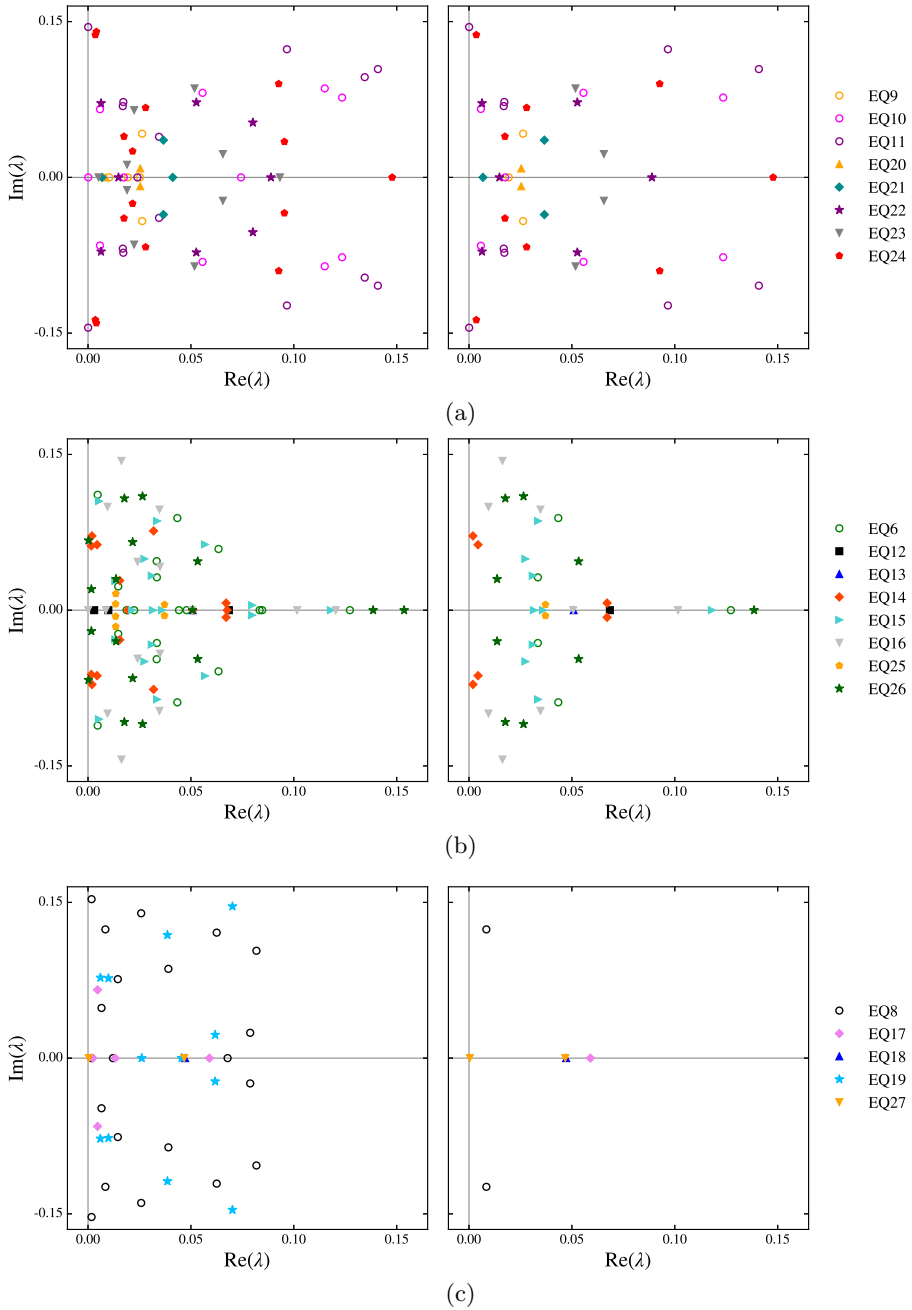 0.15
0.00
-0.15
Im(λ)
0.00 0.05 0.10 0.15
Re(λ)
0.00 0.05 0.10 0.15
Re(λ)
EQ9
EQ10
EQ11
EQ20
EQ21
EQ22
EQ23
EQ24
(a)
0.15
0.00
-0.15
Im(λ)
0.00 0.05 0.10 0.15
Re(λ)
0.00 0.05 0.10 0.15
Re(λ)
EQ6
EQ12
EQ13
EQ14
EQ15
EQ16
EQ25
EQ26
(b)
0.15
0.00
-0.15
Im(λ)
0.00 0.05 0.10 0.15
Re(λ)
0.00 0.05 0.10 0.15
Re(λ)
EQ8
EQ17
EQ18
EQ19
EQ27
(c)